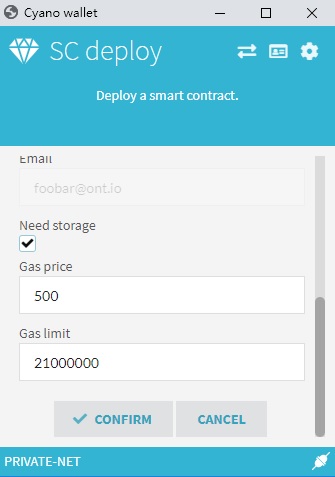 Cyano wallet
SC deploy
Deploy a smart contract.
Email
foobar@ont.io
Need storage
Gas price
500
Gas limit
21000000
CONFIRM CANCEL
PRIVATE-NET